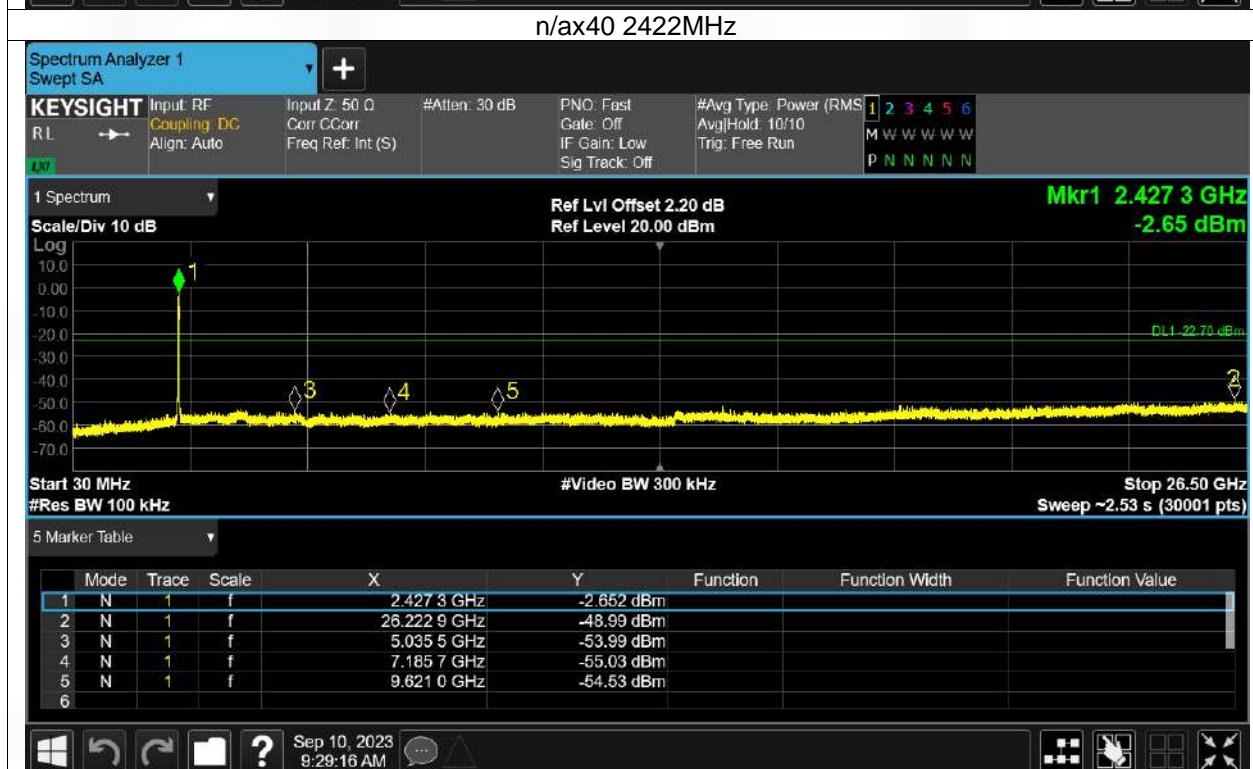 n/ax40 2422MHz
Spectrum Analyzer 1
Swept SA
+
KEYSIGHT Input: RF Input Z: 50 Ω #Atten: 30 dB PNO: Fast #Avg Type: Power (RMS 1 2 3 4 5 6
RL Coupling: DC Corr CCorr Gate: Off Avg|Hold: 10/10 M W W W W W
Align: Auto Freq Ref: Int (S) IF Gain: Low Trig: Free Run
LXI Sig Track: Off P N N N N N
1 Spectrum Ref Lvl Offset 2.20 dB Mkr1 2.427 3 GHz
Scale/Div 10 dB Ref Level 20.00 dBm -2.65 dBm
Log
10.0
1
0.00
-10.0
-20.0 DL1 -22.70 dBm
-30.0
-40.0
3 4 5 2
-50.0
-60.0
-70.0
Start 30 MHz #Video BW 300 kHz Stop 26.50 GHz
#Res BW 100 kHz Sweep ~2.53 s (30001 pts)
5 Marker Table
Mode Trace Scale X Y Function Function Width Function Value
1 N 1 f 2.427 3 GHz -2.652 dBm
2 N 1 f 26.222 9 GHz -48.99 dBm
3 N 1 f 5.035 5 GHz -53.99 dBm
4 N 1 f 7.185 7 GHz -55.03 dBm
5 N 1 f 9.621 0 GHz -54.53 dBm
6
? Sep 10, 2023
9:29:16 AM